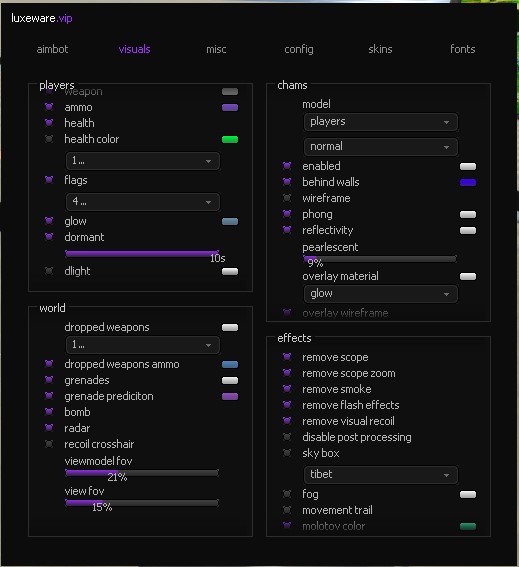 luxeware.vip
aimbot visuals misc config skins fonts
players
weapon
ammo
health
health color
1...
flags
4...
glow
dormant
10s
dlight
world
dropped weapons
1...
dropped weapons ammo
grenades
grenade prediciton
bomb
radar
recoil crosshair
viewmodel fov
21%
view fov
15%
chams
model
players
normal
enabled
behind walls
wireframe
phong
reflectivity
pearlescent
9%
overlay material
glow
overlay wireframe
effects
remove scope
remove scope zoom
remove smoke
remove flash effects
remove visual recoil
disable post processing
sky box
tibet
fog
movement trail
molotov color